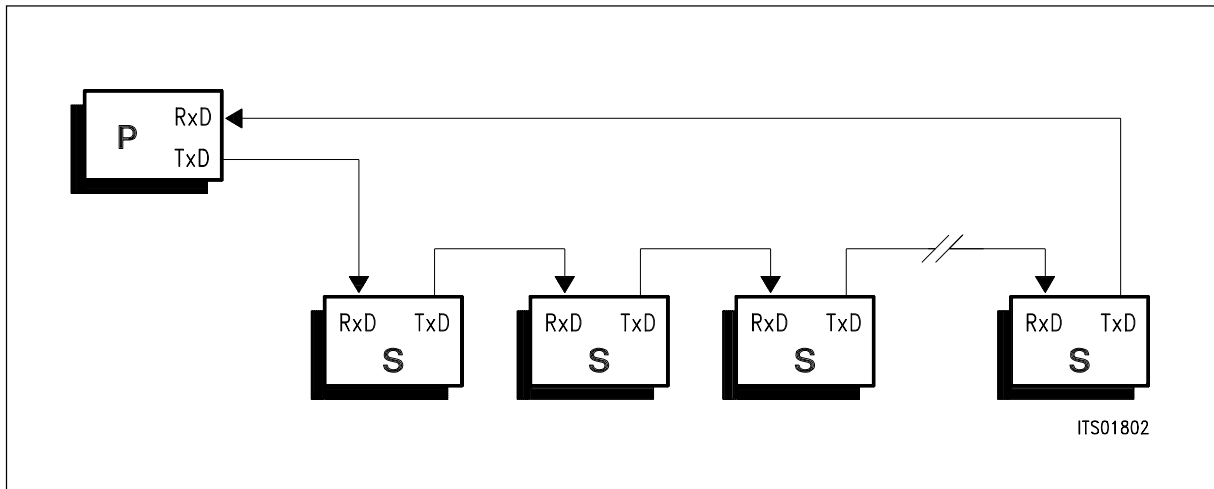 P
RxD
TxD
RxD TxD
S
RxD TxD
S
RxD TxD
S
RxD TxD
S
ITS01802